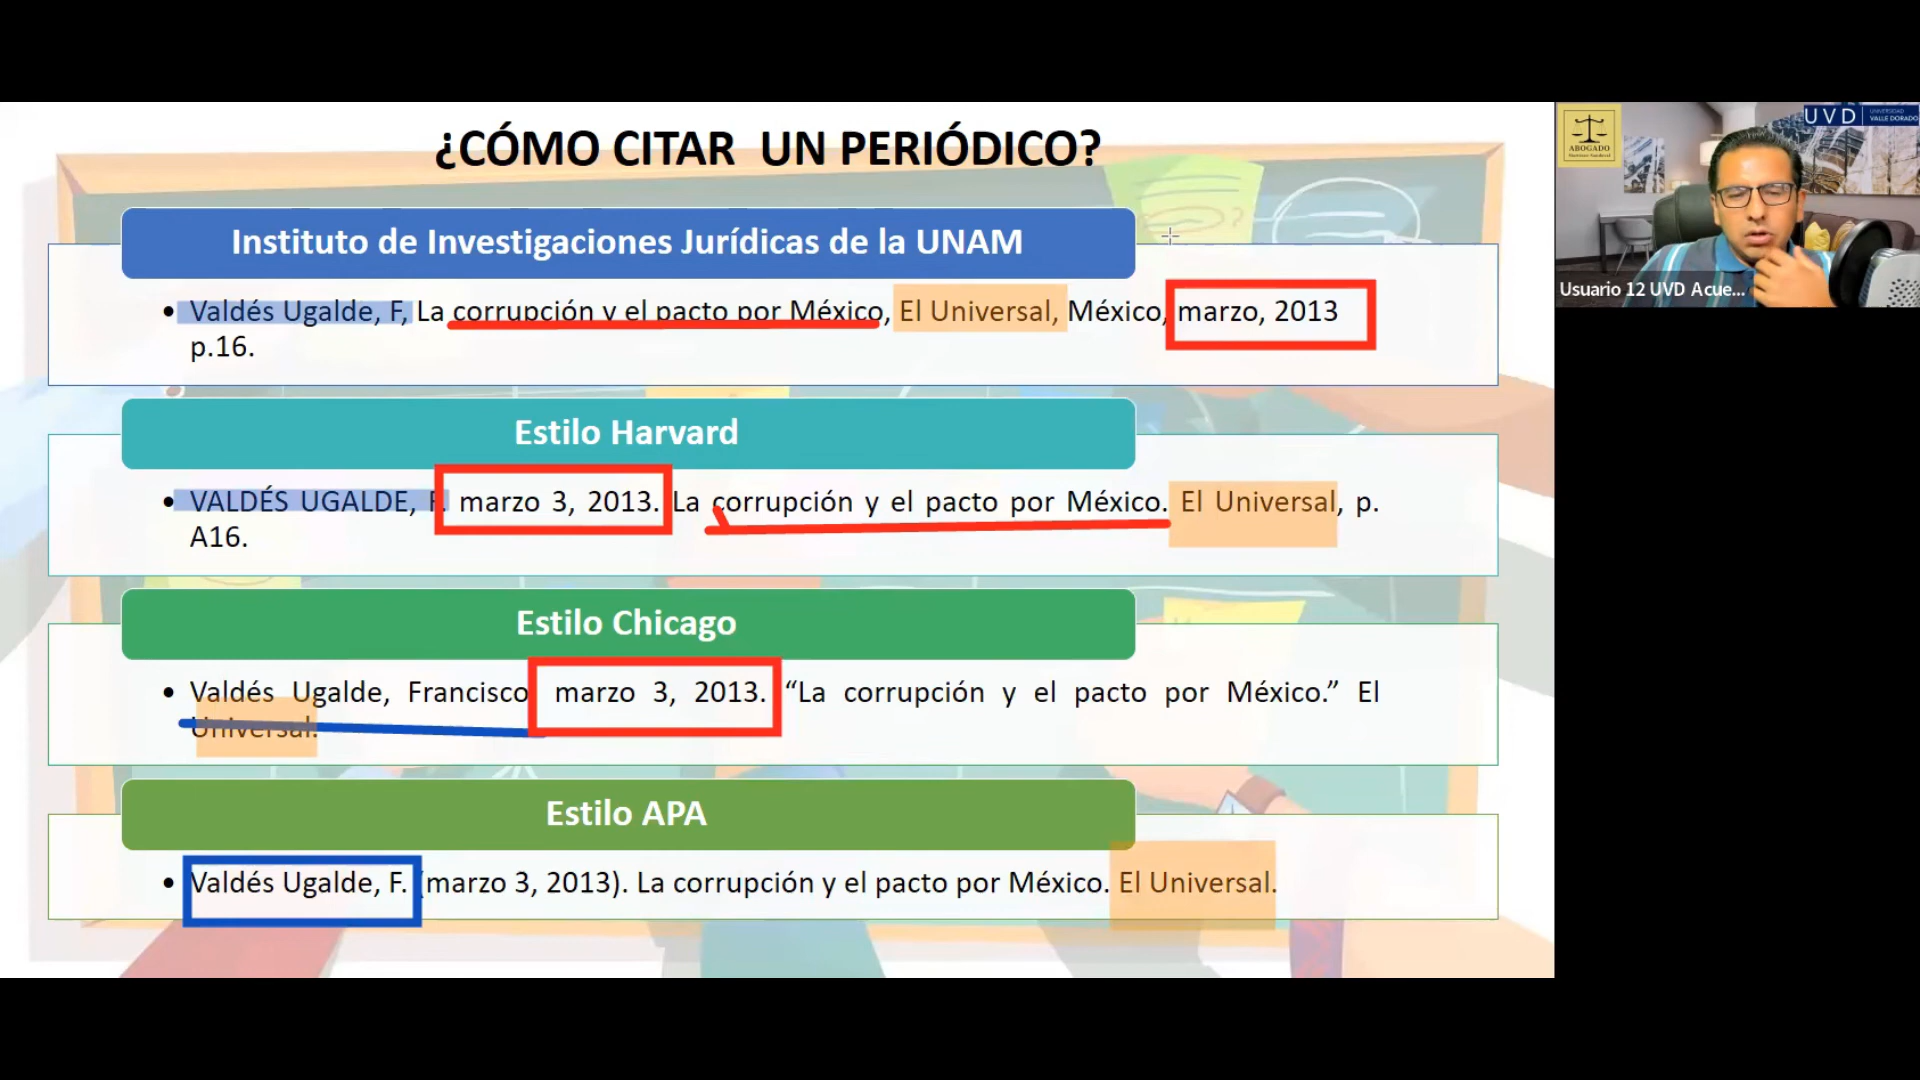 ¿CÓMO CITAR UN PERIÓDICO?
Instituto de Investigaciones Jurídicas de la UNAM
• Valdés Ugalde, F, La corrupción y el pacto por México, El Universal, México, marzo, 2013
p.16.
Estilo Harvard
• VALDÉS UGALDE, F. marzo 3, 2013. La corrupción y el pacto por México. El Universal, p.
A16.
Estilo Chicago
• Valdés Ugalde, Francisco marzo 3, 2013. “La corrupción y el pacto por México.” El
Universal.
Estilo APA
• Valdés Ugalde, F. (marzo 3, 2013). La corrupción y el pacto por México. El Universal.
ABOGADO
UVD
UNIVERSIDAD
VALLE DORADO
Usuario 12 UVD Acue...